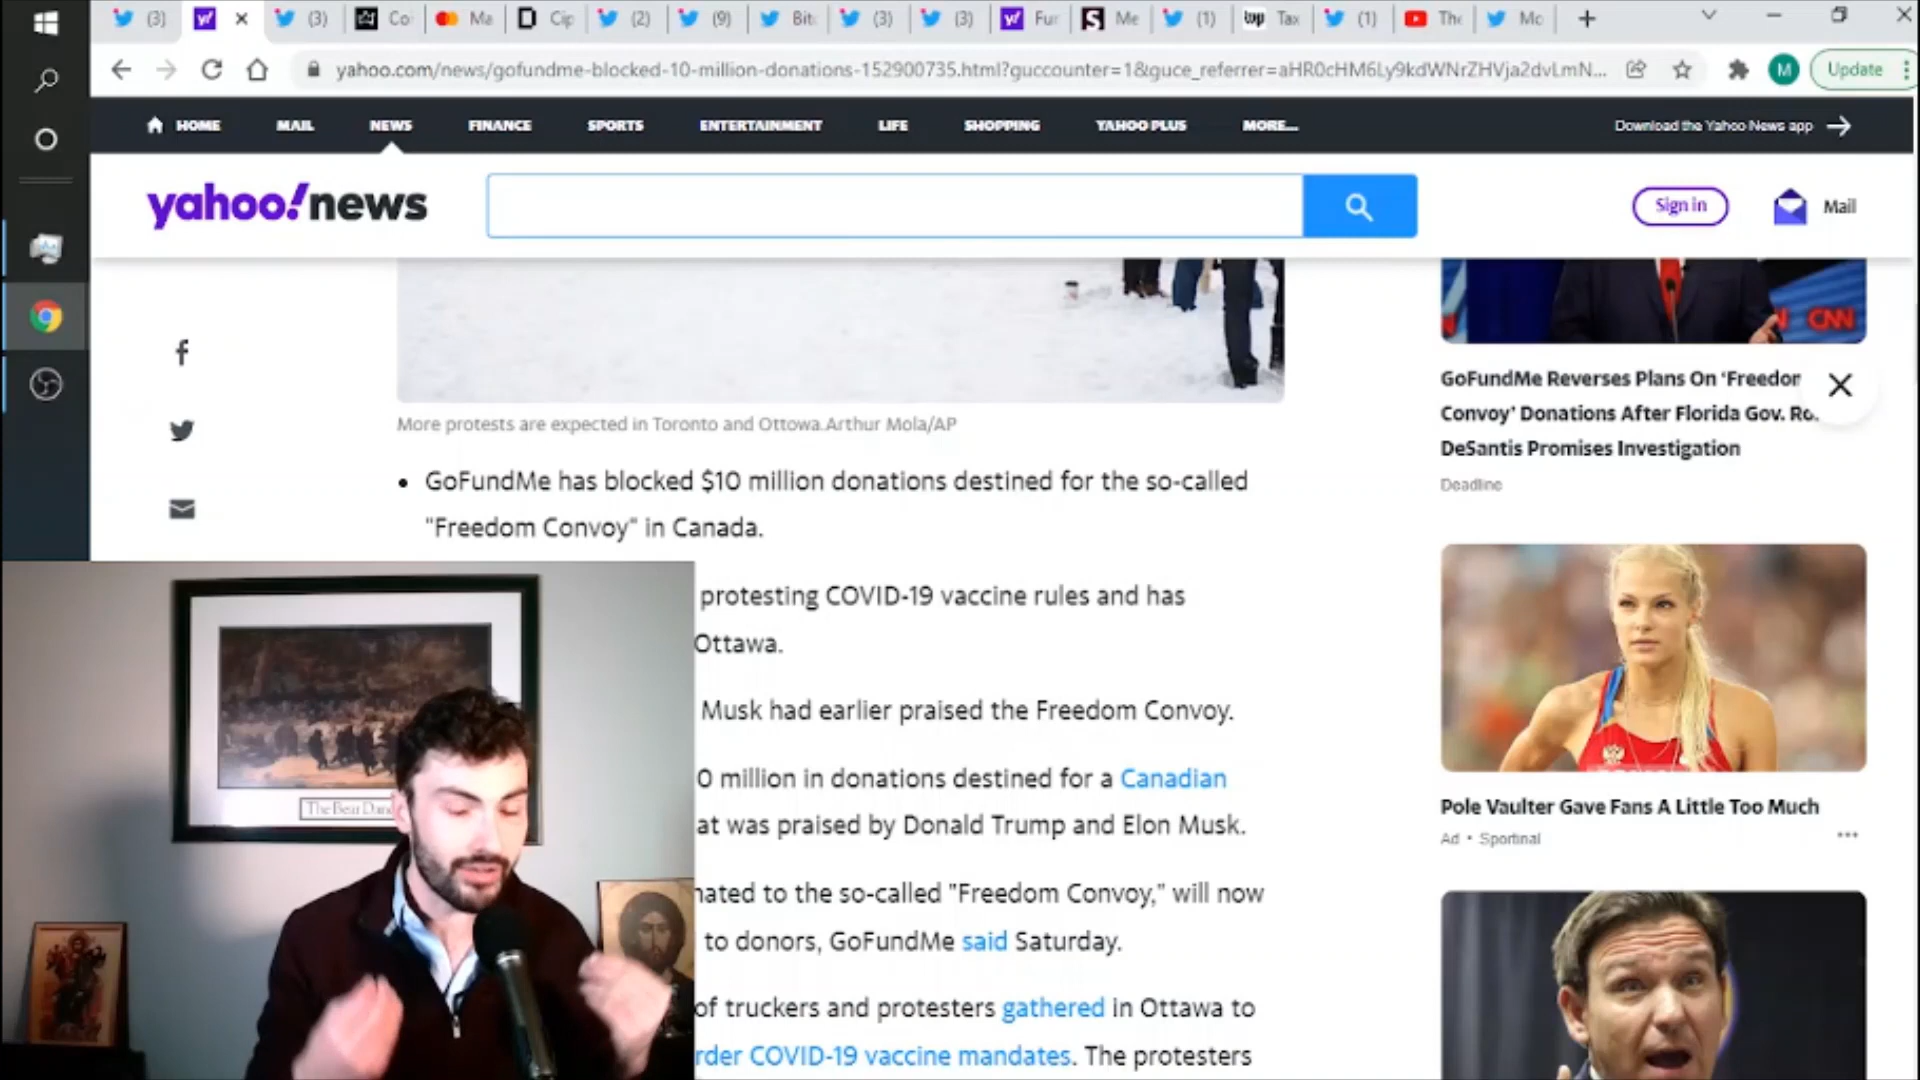 (3)
(3)
Co
Ma
Cip
(2)
(9)
Bit
(3)
(3)
Fur
Me
(1)
Tax
(1)
The
Mo
yahoo.com/news/gofundme-blocked-10-million-donations-152900735.html?guccounter=1&guce_referrer=aHR0cHM6Ly9kdWNrZHVja2dvLmN...
M
Update
HOME
MAIL
NEWS
FINANCE
SPORTS
ENTERTAINMENT
LIFE
SHOPPING
YAHOO PLUS
MORE...
Download the Yahoo News app
yahoo!news
Sign in
Mail
More protests are expected in Toronto and Ottowa.Arthur Mola/AP
• GoFundMe has blocked $10 million donations destined for the so-called
"Freedom Convoy" in Canada.
protesting COVID-19 vaccine rules and has
Ottawa.
Musk had earlier praised the Freedom Convoy.
0 million in donations destined for a Canadian
at was praised by Donald Trump and Elon Musk.
nated to the so-called "Freedom Convoy," will now
to donors, GoFundMe said Saturday.
of truckers and protesters gathered in Ottawa to
rder COVID-19 vaccine mandates. The protesters
The Bear Danc
CNN
GoFundMe Reverses Plans On 'Freedom
Convoy' Donations After Florida Gov. Ro
DeSantis Promises Investigation
Deadline
Pole Vaulter Gave Fans A Little Too Much
Ad • Sportinal